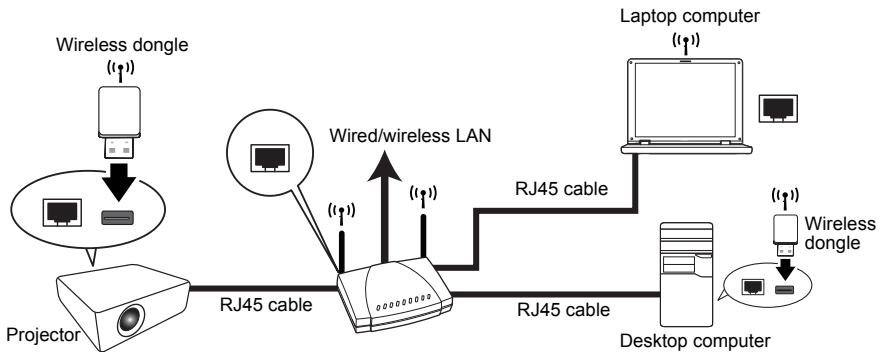 Laptop computer
Wireless dongle
Wired/wireless LAN
RJ45 cable
Wireless
dongle
RJ45 cable
RJ45 cable
Projector
Desktop computer